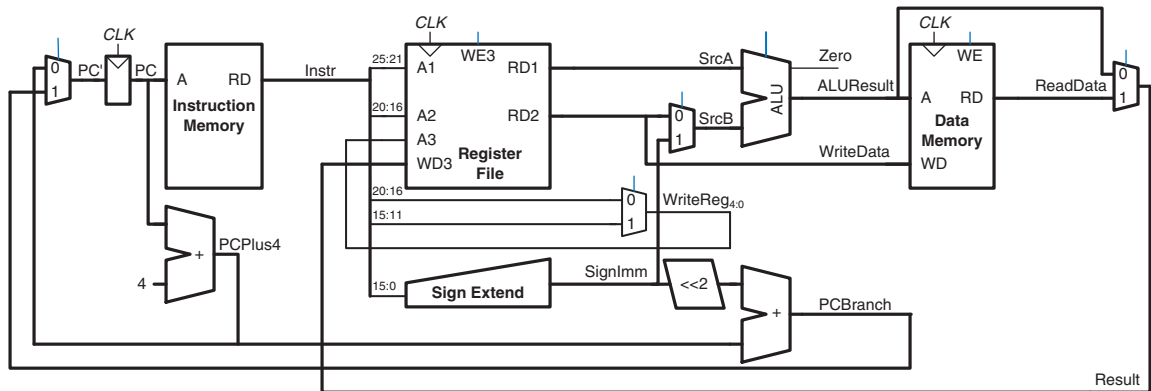 CLK
CLK
CLK
0
1
PC'
PC
A
RD
Instruction
Memory
Instr
25:21
20:16
A1
A2
A3
WD3
WE3
RD1
RD2
Register
File
SrcA
0
1
SrcB
ALU
Zero
ALUResult
WriteData
WE
A
RD
Data
Memory
WD
ReadData
0
1
20:16
15:11
0
1
WriteReg4:0
PCPlus4
+
4
15:0
Sign Extend
SignImm
<<2
+
PCBranch
Result